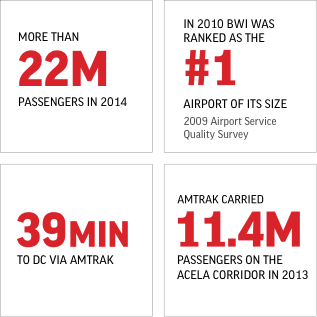 MORE THAN
22M
PASSENGERS IN 2014
IN 2010 BWI WAS
RANKED AS THE
#1
AIRPORT OF ITS SIZE
2009 Airport Service
Quality Survey
39MIN
TO DC VIA AMTRAK
AMTRAK CARRIED
11.4M
PASSENGERS ON THE
ACELA CORRIDOR IN 2013